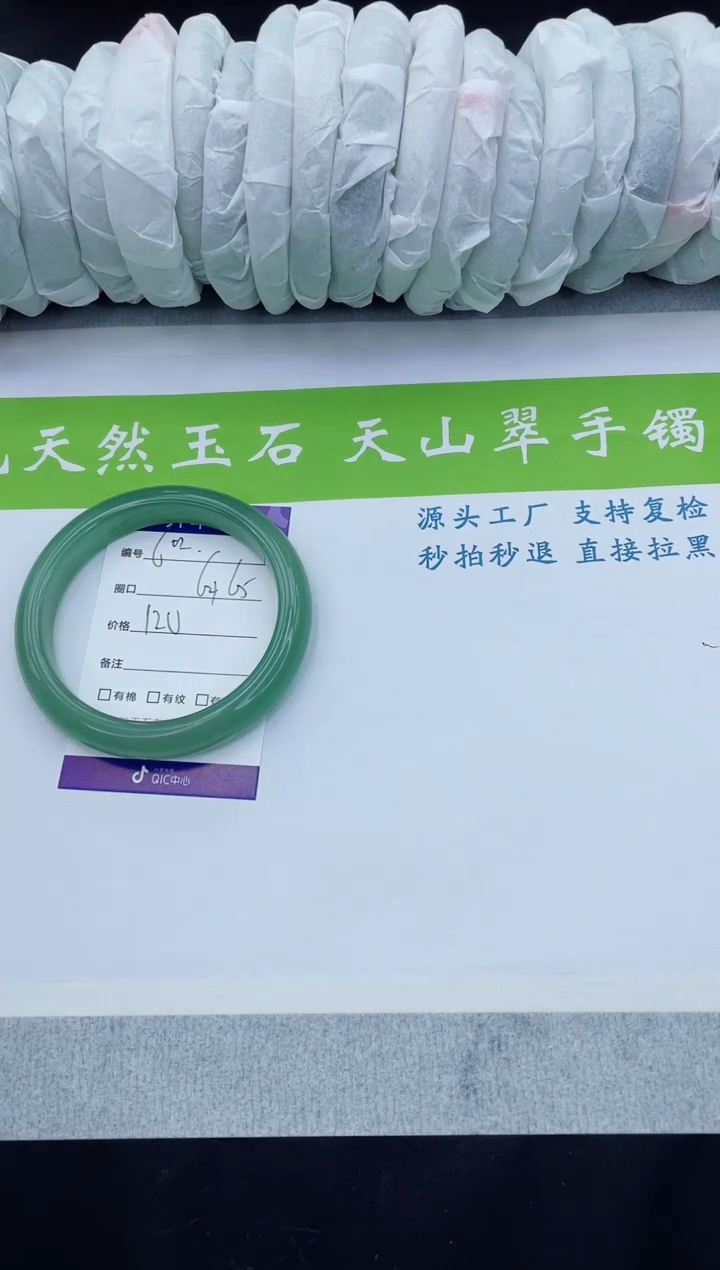 天然玉石 天山翠手镯
源头工厂 支持复检
秒拍秒退 直接拉黑
编号
圈口 64 65
价格 120
备注
□有棉 □有纹 □有
QIC中心